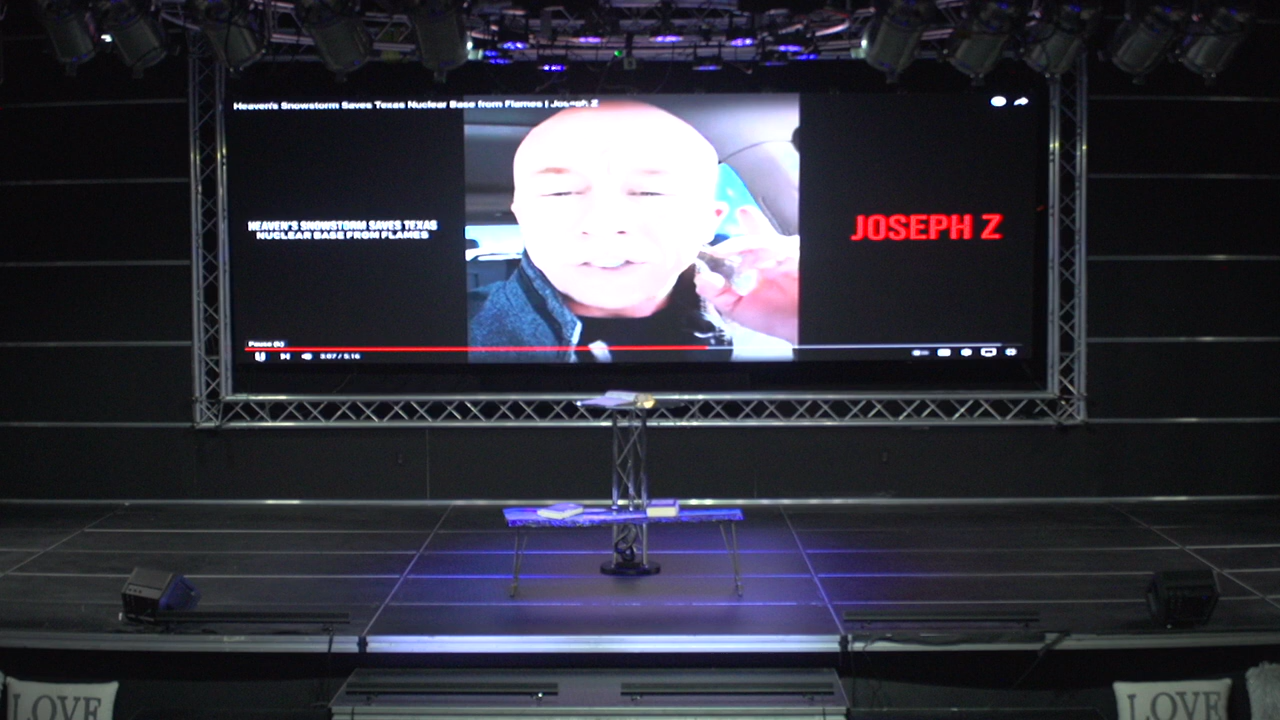 Heaven's Snowstorm Saves Texas Nuclear Base from Flames | Joseph Z
HEAVEN'S SNOWSTORM SAVES TEXAS
NUCLEAR BASE FROM FLAMES
JOSEPH Z
Pause (k)
LOVE
LOVE